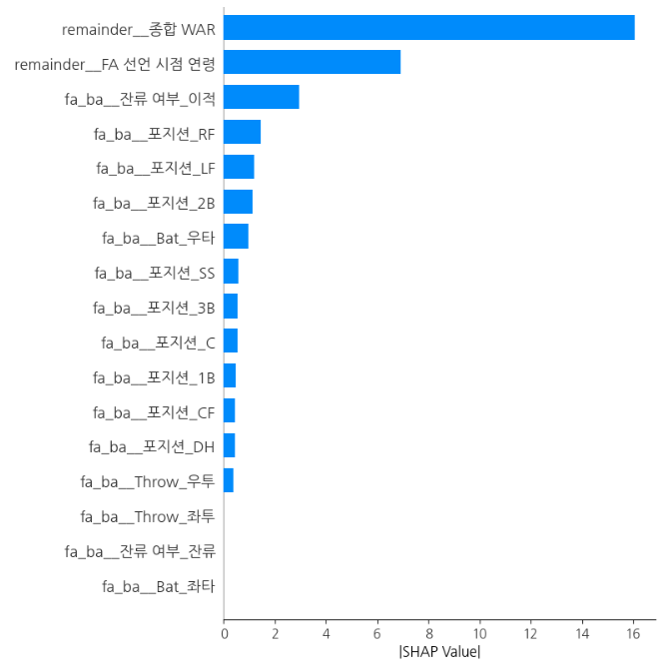 remainder__종합 WAR
remainder__FA 선언 시점 연령
fa_ba__잔류 여부_이적
fa_ba__포지션_RF
fa_ba__포지션_LF
fa_ba__포지션_2B
fa_ba__Bat_우타
fa_ba__포지션_SS
fa_ba__포지션_3B
fa_ba__포지션_C
fa_ba__포지션_1B
fa_ba__포지션_CF
fa_ba__포지션_DH
fa_ba__Throw_우투
fa_ba__Throw_좌투
fa_ba__잔류 여부_잔류
fa_ba__Bat_좌타
0 2 4 6 8 10 12 14 16
|SHAP Value|